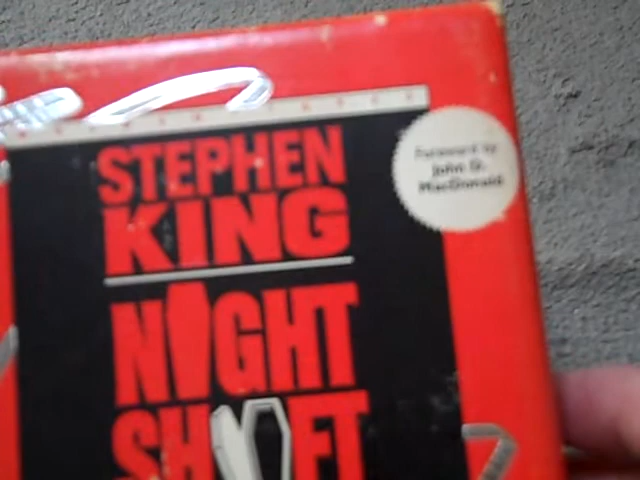 STEPHEN
KING
NIGHT
SHIFT
Foreword by
John D.
MacDonald